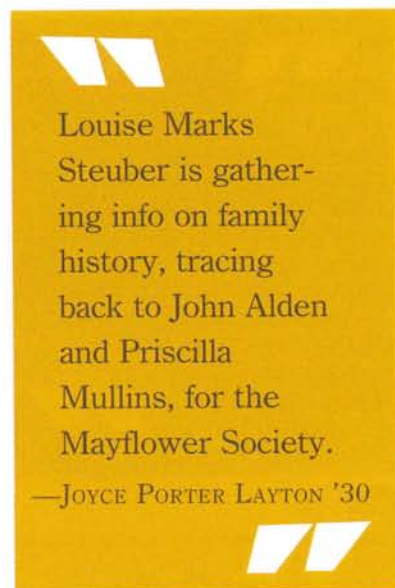 Louise Marks
Steuber is gather-
ing info on family
history, tracing
back to John Alden
and Priscilla
Mullins, for the
Mayflower Society.
—JOYCE PORTER LAYTON '30